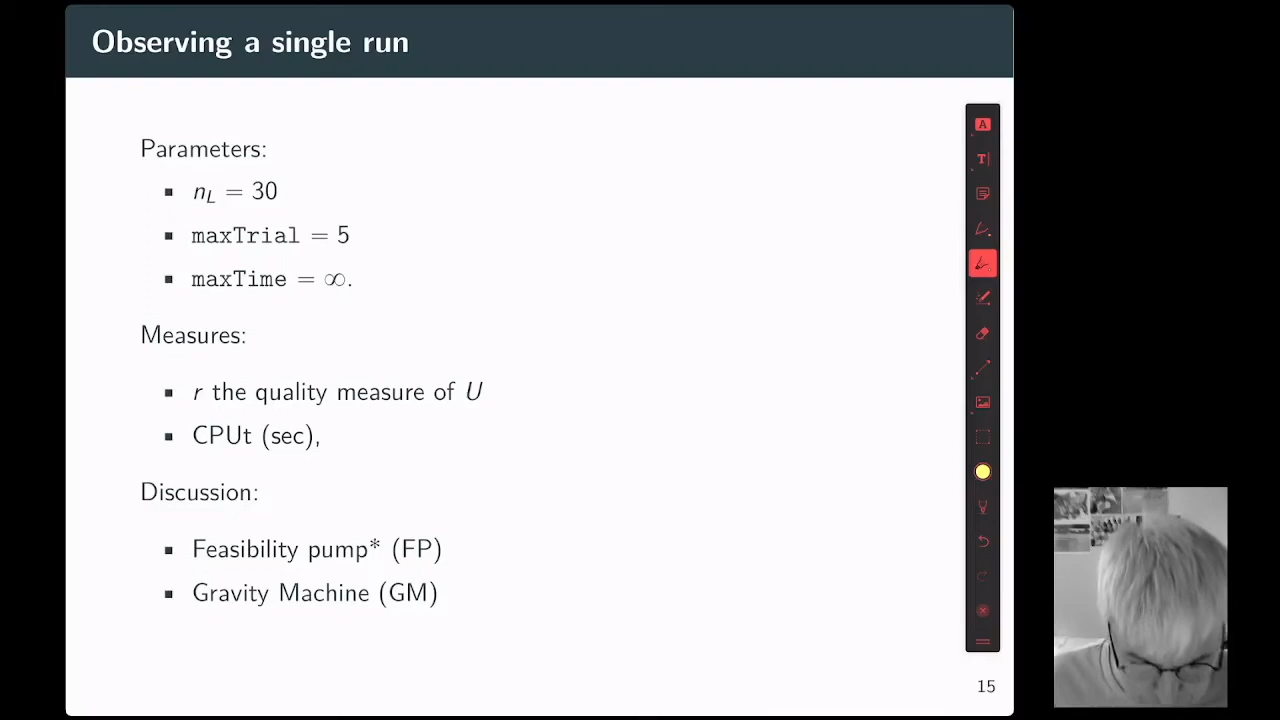 Observing a single run
Parameters:
▪ n_L = 30
▪ maxTrial = 5
▪ maxTime = ∞.
Measures:
▪ r the quality measure of U
▪ CPUt (sec),
Discussion:
▪ Feasibility pump* (FP)
▪ Gravity Machine (GM)
A
T
15